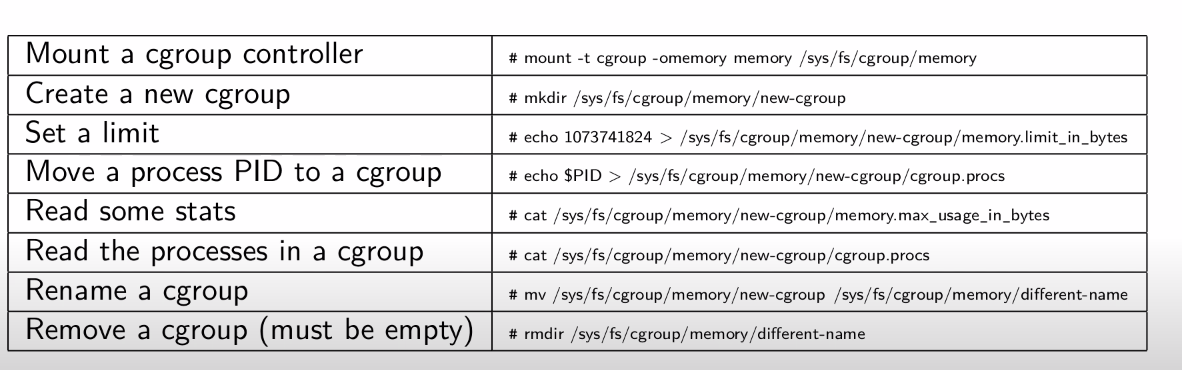 Mount a cgroup controller # mount -t cgroup -omemory memory /sys/fs/cgroup/memory
Create a new cgroup # mkdir /sys/fs/cgroup/memory/new-cgroup
Set a limit # echo 1073741824 > /sys/fs/cgroup/memory/new-cgroup/memory.limit_in_bytes
Move a process PID to a cgroup # echo $PID > /sys/fs/cgroup/memory/new-cgroup/cgroup.procs
Read some stats # cat /sys/fs/cgroup/memory/new-cgroup/memory.max_usage_in_bytes
Read the processes in a cgroup # cat /sys/fs/cgroup/memory/new-cgroup/cgroup.procs
Rename a cgroup # mv /sys/fs/cgroup/memory/new-cgroup /sys/fs/cgroup/memory/different-name
Remove a cgroup (must be empty) # rmdir /sys/fs/cgroup/memory/different-name